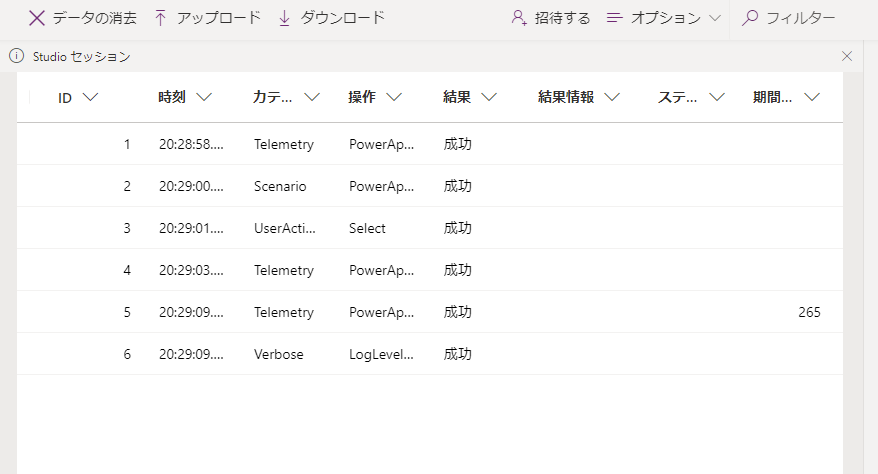 データの消去 アップロード ダウンロード 招待する オプション フィルター
Studio セッション
ID 時刻 カテ... 操作 結果 結果情報 ステ... 期間...
1 20:28:58.... Telemetry PowerAp... 成功
2 20:29:00.... Scenario PowerAp... 成功
3 20:29:01.... UserActi... Select 成功
4 20:29:03.... Telemetry PowerAp... 成功
5 20:29:09.... Telemetry PowerAp... 成功 265
6 20:29:09.... Verbose LogLevel... 成功